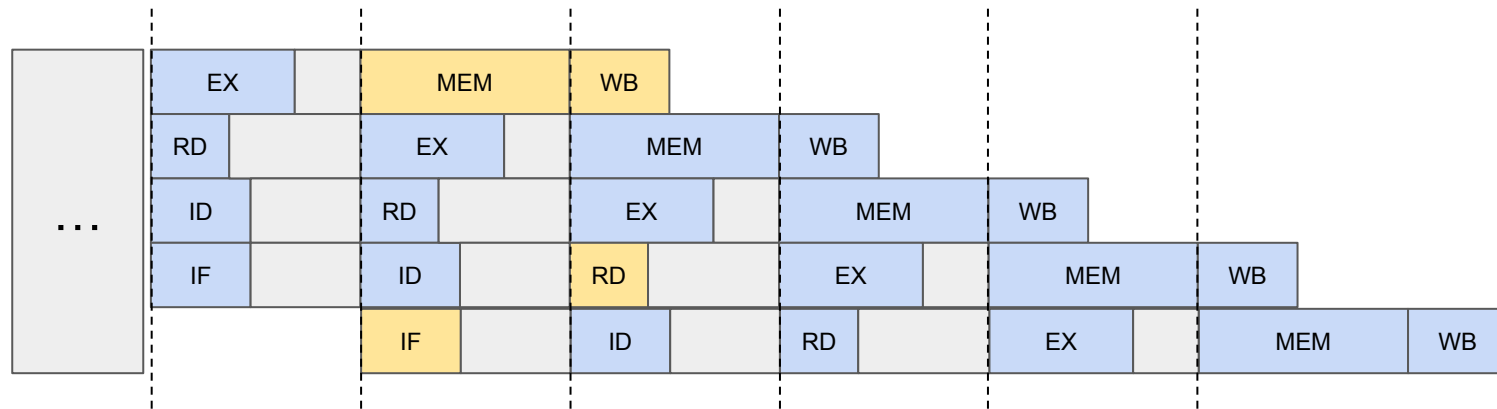 EX MEM WB
RD EX MEM WB
ID RD EX MEM WB
...
IF ID RD EX MEM WB
IF ID RD EX MEM WB